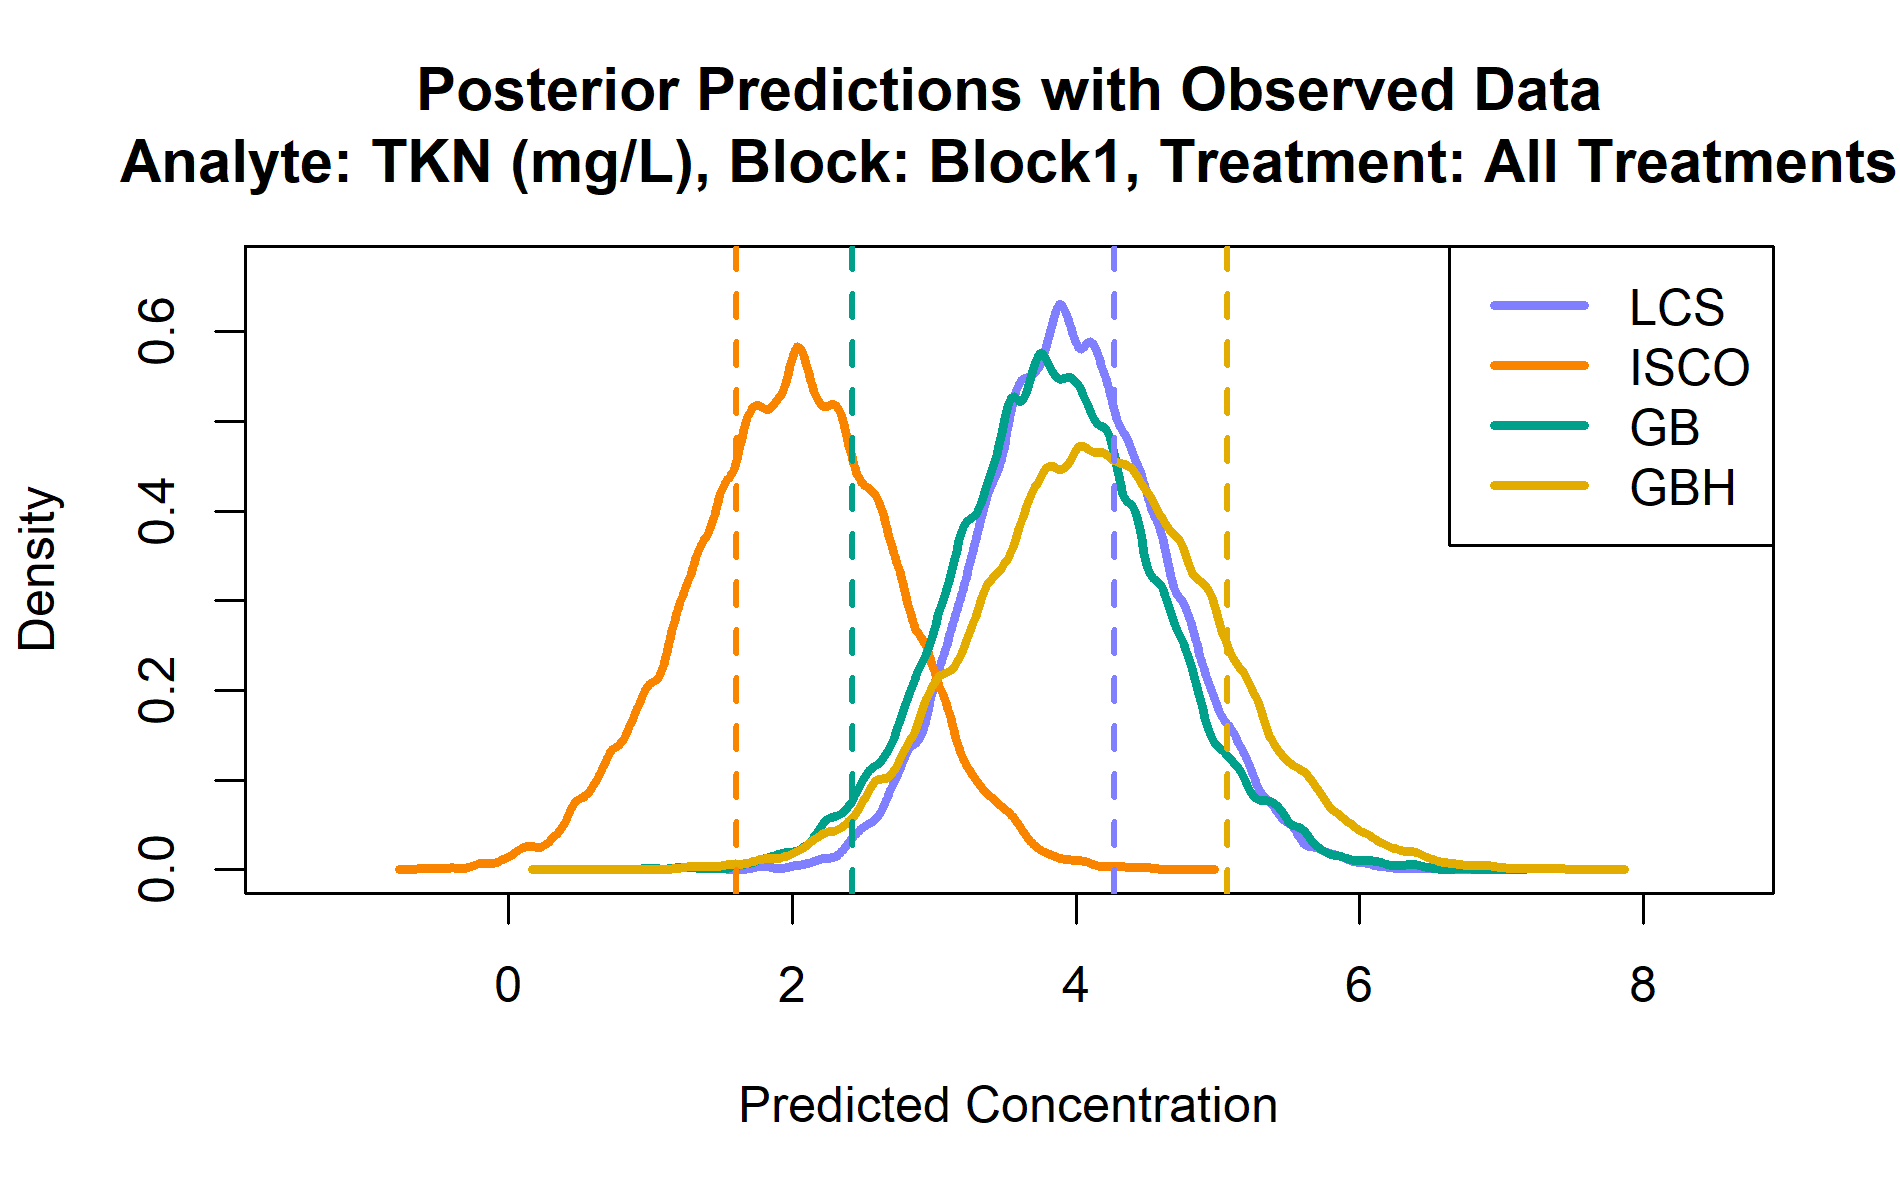 Posterior Predictions with Observed Data
Analyte: TKN (mg/L), Block: Block1, Treatment: All Treatments
LCS
ISCO
GB
GBH
Density
0.6
0.4
0.2
0.0
0 2 4 6 8
Predicted Concentration